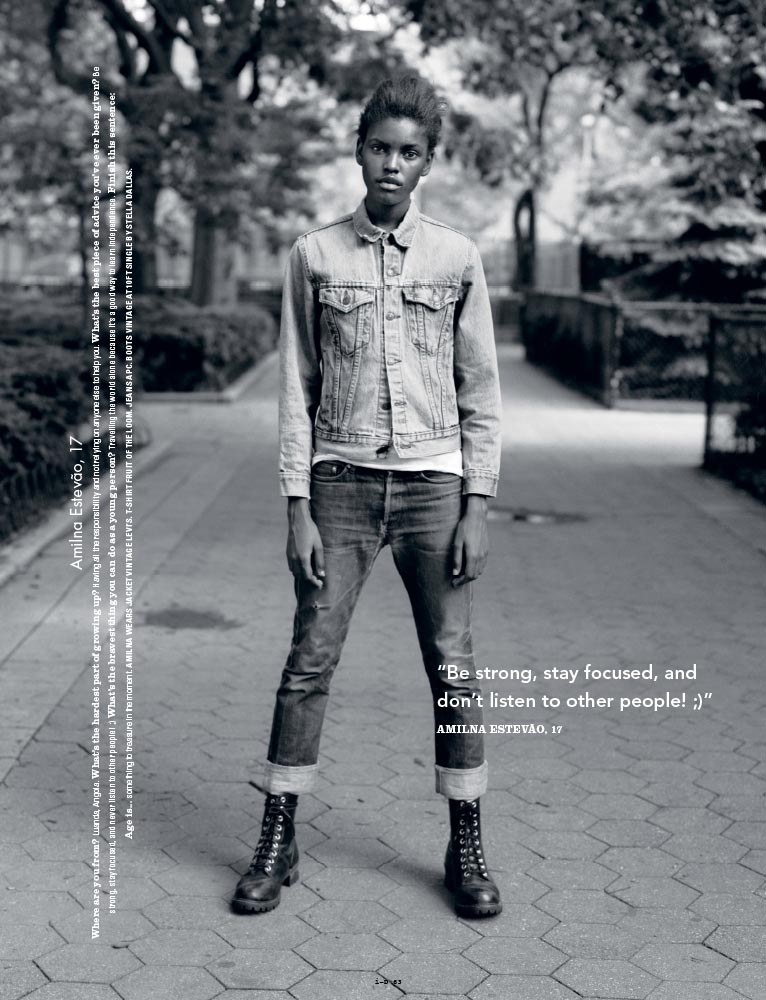 Amilna Estevão, 17
Where are you from? Luanda, Angola. What's the hardest part of growing up? Having all the responsibility and not relying on anyone else to help you. What's the best piece of advice you've ever been given? Be
strong, stay focused, and never listen to other people! ;) What's the bravest thing you can do as a young person? Travelling the world alone because it's a good way to learn independence. Finish this sentence:
Age is... something to treasure in the moment. AMILNA WEARS JACKET VINTAGE LEVI'S. T-SHIRT FRUIT OF THE LOOM. JEANS A.P.C. BOOTS VINTAGE AT 10FT SINGLE BY STELLA DALLAS.
"Be strong, stay focused, and
don't listen to other people! ;)"
AMILNA ESTEVÃO, 17
i-D 83